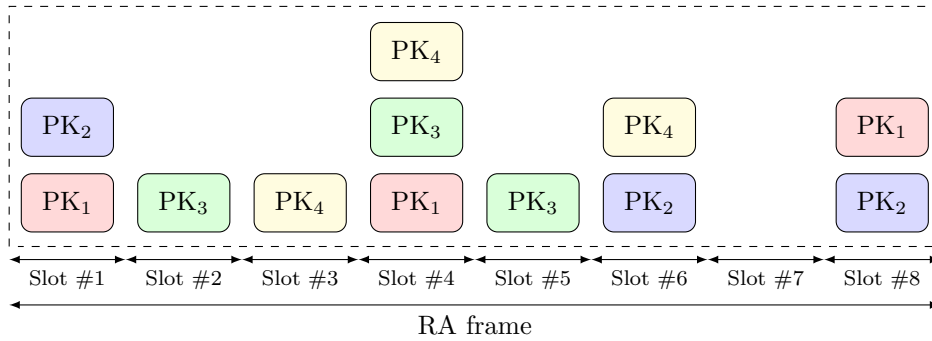 PK₄
PK₂ PK₃ PK₄ PK₁
PK₁ PK₃ PK₄ PK₁ PK₃ PK₂ PK₂
Slot #1 Slot #2 Slot #3 Slot #4 Slot #5 Slot #6 Slot #7 Slot #8
RA frame